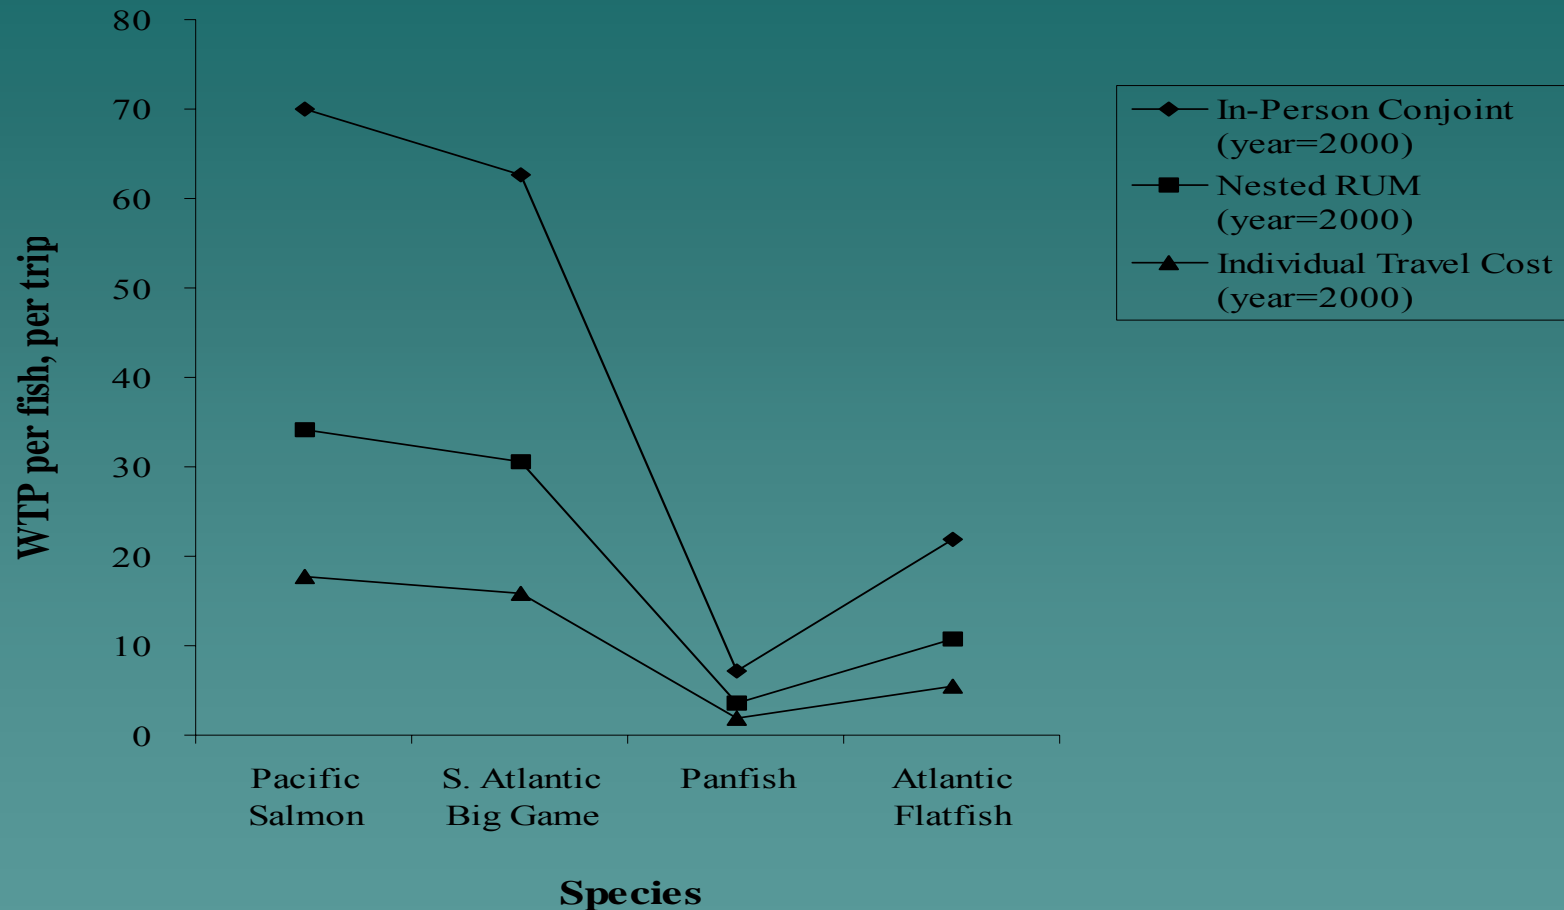 80
70
60
50
40
30
20
10
0
WTP per fish, per trip
Pacific
Salmon
S. Atlantic
Big Game
Panfish
Atlantic
Flatfish
Species
In-Person Conjoint
(year=2000)
Nested RUM
(year=2000)
Individual Travel Cost
(year=2000)